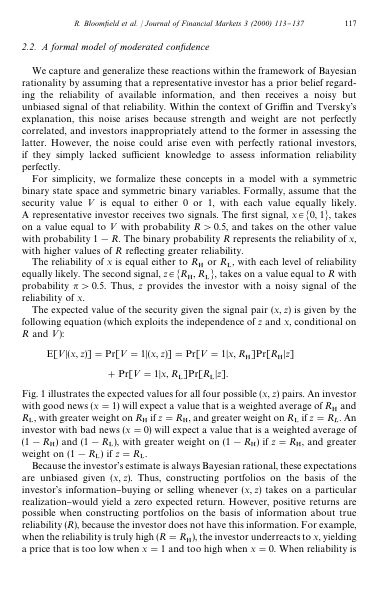 R. Bloomfield et al. / Journal of Financial Markets 3 (2000) 113–137 117
2.2. A formal model of moderated confidence
We capture and generalize these reactions within the framework of Bayesian
rationality by assuming that a representative investor has a prior belief regard-
ing the reliability of available information, and then receives a noisy but
unbiased signal of that reliability. Within the context of Griffin and Tversky's
explanation, this noise arises because strength and weight are not perfectly
correlated, and investors inappropriately attend to the former in assessing the
latter. However, the noise could arise even with perfectly rational investors,
if they simply lacked sufficient knowledge to assess information reliability
perfectly.
For simplicity, we formalize these concepts in a model with a symmetric
binary state space and symmetric binary variables. Formally, assume that the
security value V is equal to either 0 or 1, with each value equally likely.
A representative investor receives two signals. The first signal, x∈{0, 1}, takes
on a value equal to V with probability R > 0.5, and takes on the other value
with probability 1 − R. The binary probability R represents the reliability of x,
with higher values of R reflecting greater reliability.
The reliability of x is equal either to R_H or R_L, with each level of reliability
equally likely. The second signal, z∈{R_H, R_L}, takes on a value equal to R with
probability π > 0.5. Thus, z provides the investor with a noisy signal of the
reliability of x.
The expected value of the security given the signal pair (x, z) is given by the
following equation (which exploits the independence of z and x, conditional on
R and V):
E[V|(x, z)] = Pr[V = 1|(x, z)] = Pr[V = 1|x, R_H]Pr[R_H|z]
+ Pr[V = 1|x, R_L]Pr[R_L|z].
Fig. 1 illustrates the expected values for all four possible (x, z) pairs. An investor
with good news (x = 1) will expect a value that is a weighted average of R_H and
R_L, with greater weight on R_H if z = R_H, and greater weight on R_L if z = R_L. An
investor with bad news (x = 0) will expect a value that is a weighted average of
(1 − R_H) and (1 − R_L), with greater weight on (1 − R_H) if z = R_H, and greater
weight on (1 − R_L) if z = R_L.
Because the investor's estimate is always Bayesian rational, these expectations
are unbiased given (x, z). Thus, constructing portfolios on the basis of the
investor's information–buying or selling whenever (x, z) takes on a particular
realization–would yield a zero expected return. However, positive returns are
possible when constructing portfolios on the basis of information about true
reliability (R), because the investor does not have this information. For example,
when the reliability is truly high (R = R_H), the investor underreacts to x, yielding
a price that is too low when x = 1 and too high when x = 0. When reliability is